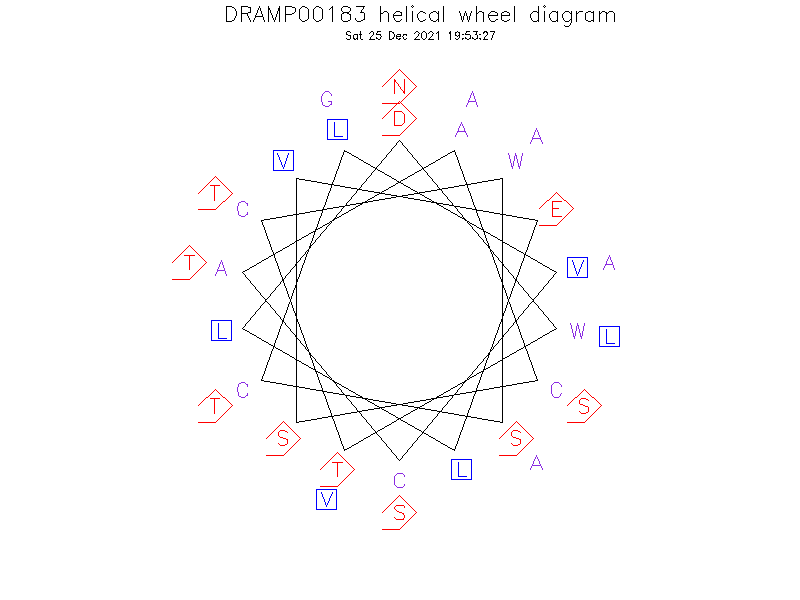 DRAMP00183 helical wheel diagram
Sat 25 Dec 2021 19:53:27
N
G A
D
L A A
V W
T C E
T A V A
L W L
C C
T S
S S
T L A
C
V
S